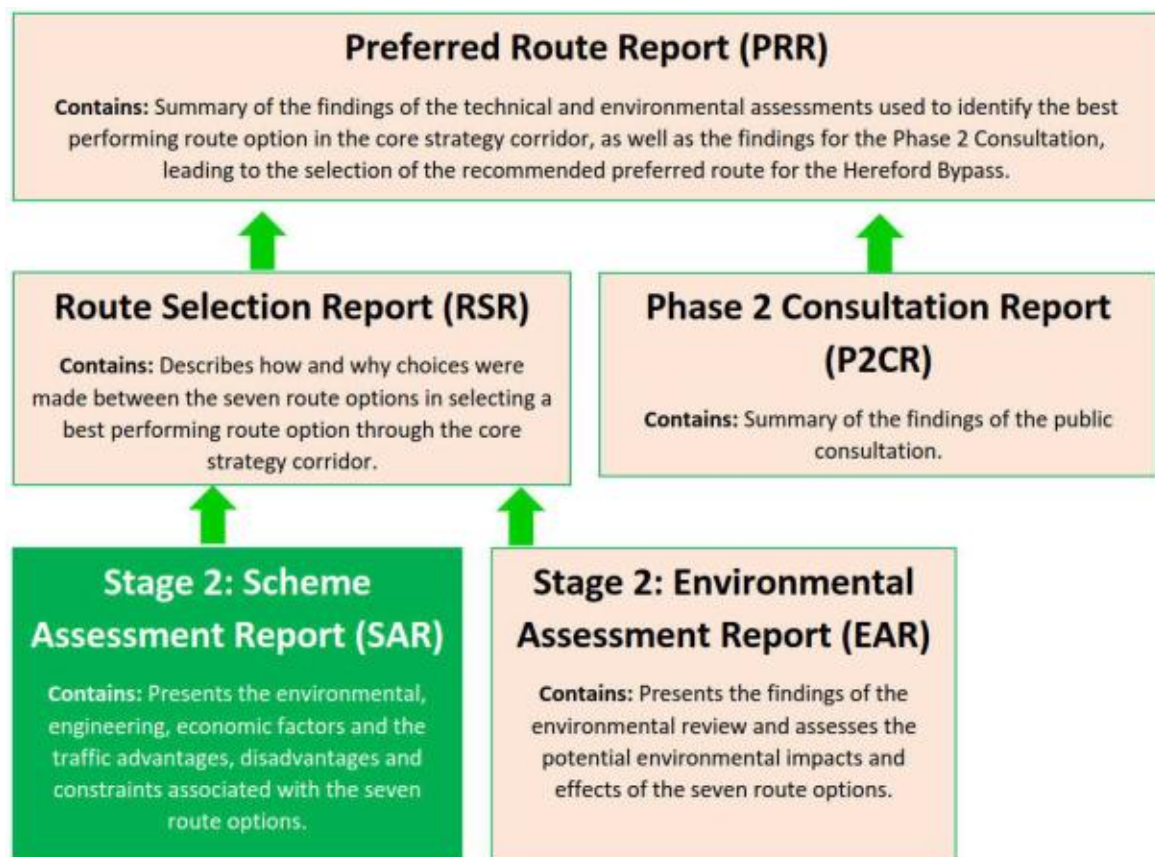 Preferred Route Report (PRR)
Contains: Summary of the findings of the technical and environmental assessments used to identify the best
performing route option in the core strategy corridor, as well as the findings for the Phase 2 Consultation,
leading to the selection of the recommended preferred route for the Hereford Bypass.
Route Selection Report (RSR)
Contains: Describes how and why choices were
made between the seven route options in selecting a
best performing route option through the core
strategy corridor.
Phase 2 Consultation Report
(P2CR)
Contains: Summary of the findings of the public
consultation.
Stage 2: Scheme
Assessment Report (SAR)
Contains: Presents the environmental,
engineering, economic factors and the
traffic advantages, disadvantages and
constraints associated with the seven
route options.
Stage 2: Environmental
Assessment Report (EAR)
Contains: Presents the findings of the
environmental review and assesses the
potential environmental impacts and
effects of the seven route options.